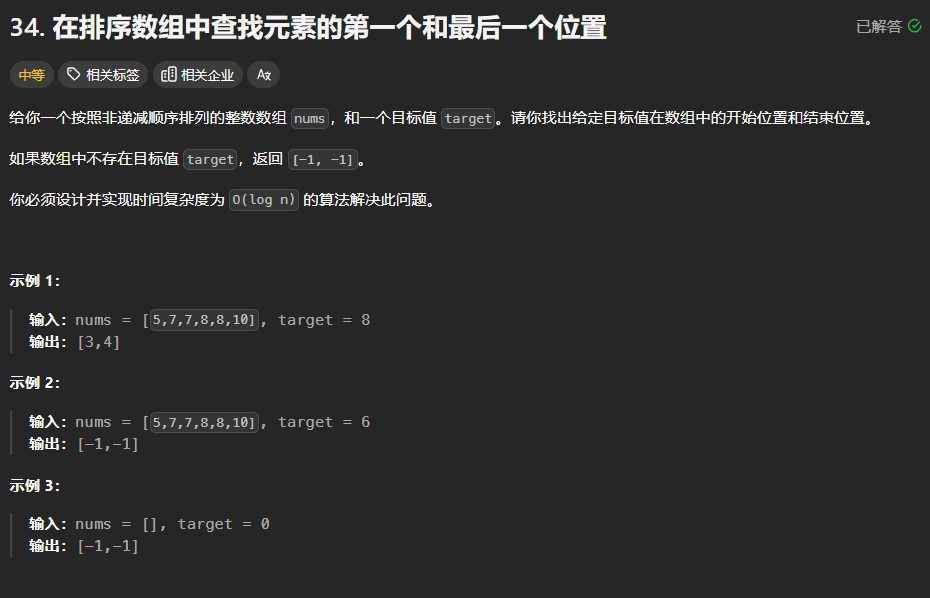 34. 在排序数组中查找元素的第一个和最后一个位置
已解答
中等 相关标签 相关企业 Ax
给你一个按照非递减顺序排列的整数数组 nums，和一个目标值 target。请你找出给定目标值在数组中的开始位置和结束位置。
如果数组中不存在目标值 target，返回 [-1, -1]。
你必须设计并实现时间复杂度为 O(log n) 的算法解决此问题。
示例 1：
输入：nums = [5,7,7,8,8,10], target = 8
输出：[3,4]
示例 2：
输入：nums = [5,7,7,8,8,10], target = 6
输出：[-1,-1]
示例 3：
输入：nums = [], target = 0
输出：[-1,-1]